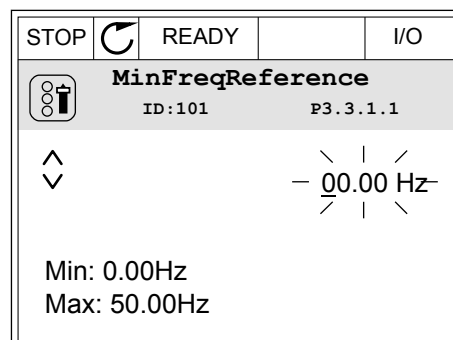 STOP READY I/O
MinFreqReference
ID:101 P3.3.1.1
00.00 Hz
Min: 0.00Hz
Max: 50.00Hz